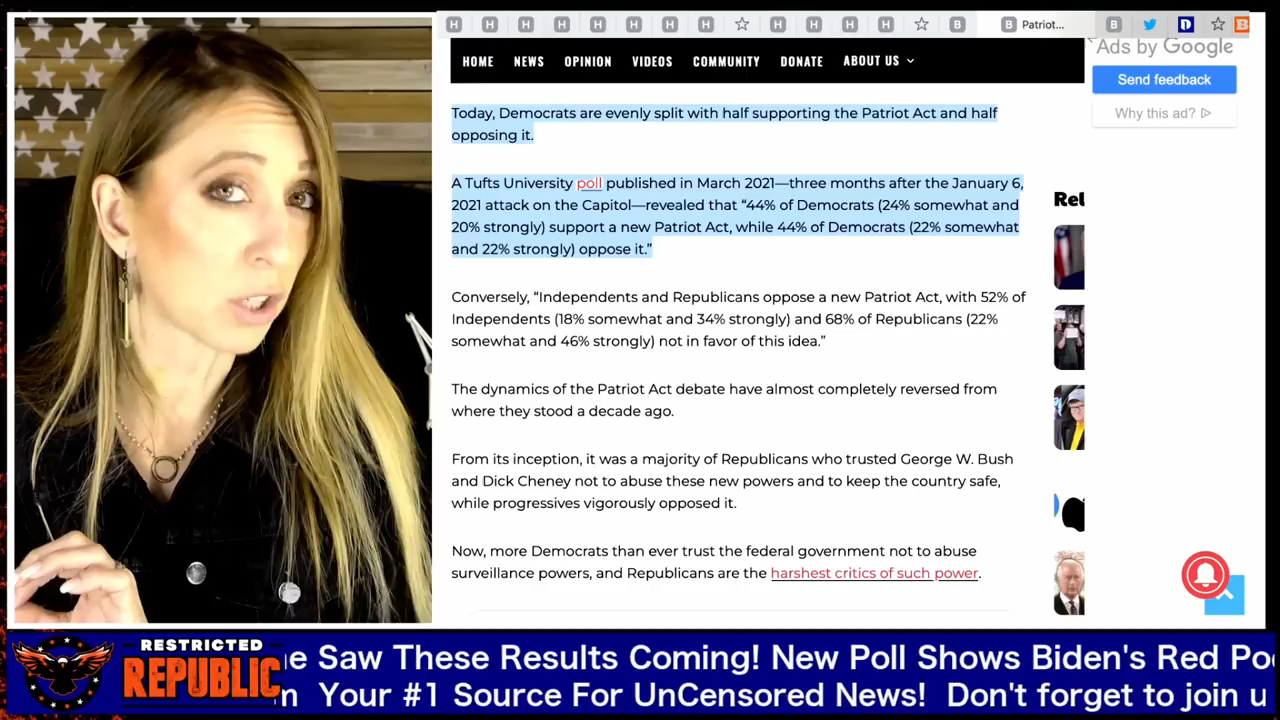 Patriot...
HOME NEWS OPINION VIDEOS COMMUNITY DONATE ABOUT US
Ads by Google
Send feedback
Why this ad?
Today, Democrats are evenly split with half supporting the Patriot Act and half
opposing it.
A Tufts University poll published in March 2021—three months after the January 6,
2021 attack on the Capitol—revealed that “44% of Democrats (24% somewhat and
20% strongly) support a new Patriot Act, while 44% of Democrats (22% somewhat
and 22% strongly) oppose it.”
Rel
Conversely, “Independents and Republicans oppose a new Patriot Act, with 52% of
Independents (18% somewhat and 34% strongly) and 68% of Republicans (22%
somewhat and 46% strongly) not in favor of this idea.”
The dynamics of the Patriot Act debate have almost completely reversed from
where they stood a decade ago.
From its inception, it was a majority of Republicans who trusted George W. Bush
and Dick Cheney not to abuse these new powers and to keep the country safe,
while progressives vigorously opposed it.
Now, more Democrats than ever trust the federal government not to abuse
surveillance powers, and Republicans are the harshest critics of such power.
RESTRICTED
REPUBLIC
e Saw These Results Coming! New Poll Shows Biden's Red Po
m Your #1 Source For UnCensored News! Don't forget to join u